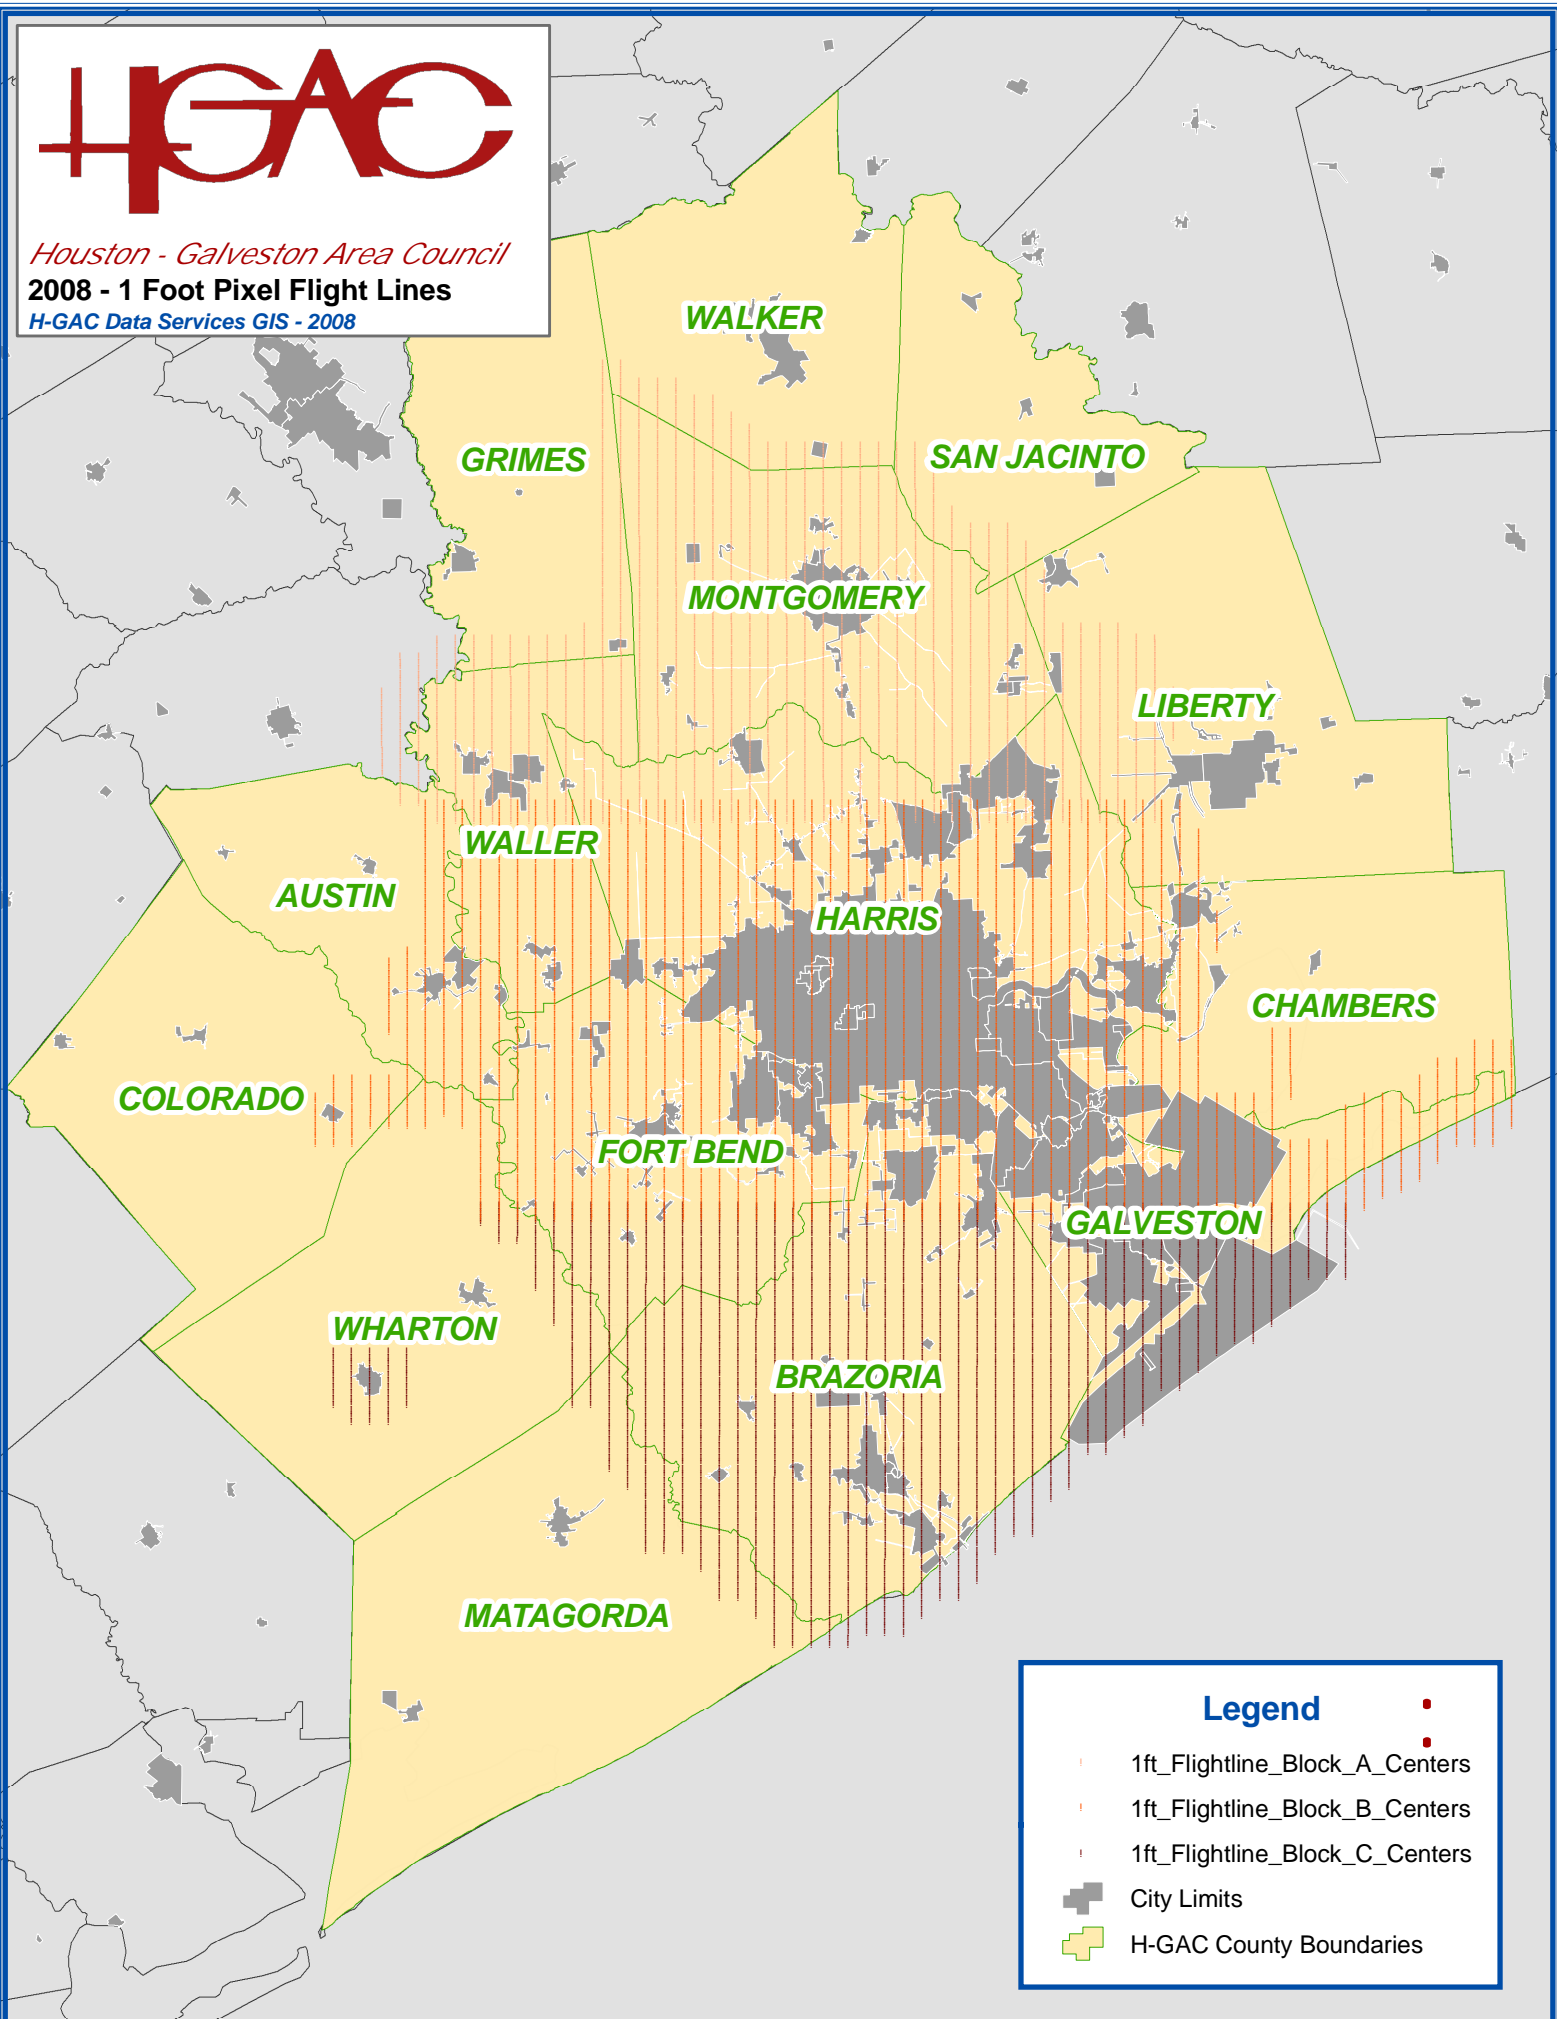 HGAC
Houston - Galveston Area Council
2008 - 1 Foot Pixel Flight Lines
H-GAC Data Services GIS - 2008
WALKER
GRIMES
SAN JACINTO
MONTGOMERY
LIBERTY
WALLER
AUSTIN
HARRIS
CHAMBERS
COLORADO
FORT BEND
GALVESTON
WHARTON
BRAZORIA
MATAGORDA
Legend
1ft_Flightline_Block_A_Centers
1ft_Flightline_Block_B_Centers
1ft_Flightline_Block_C_Centers
City Limits
H-GAC County Boundaries